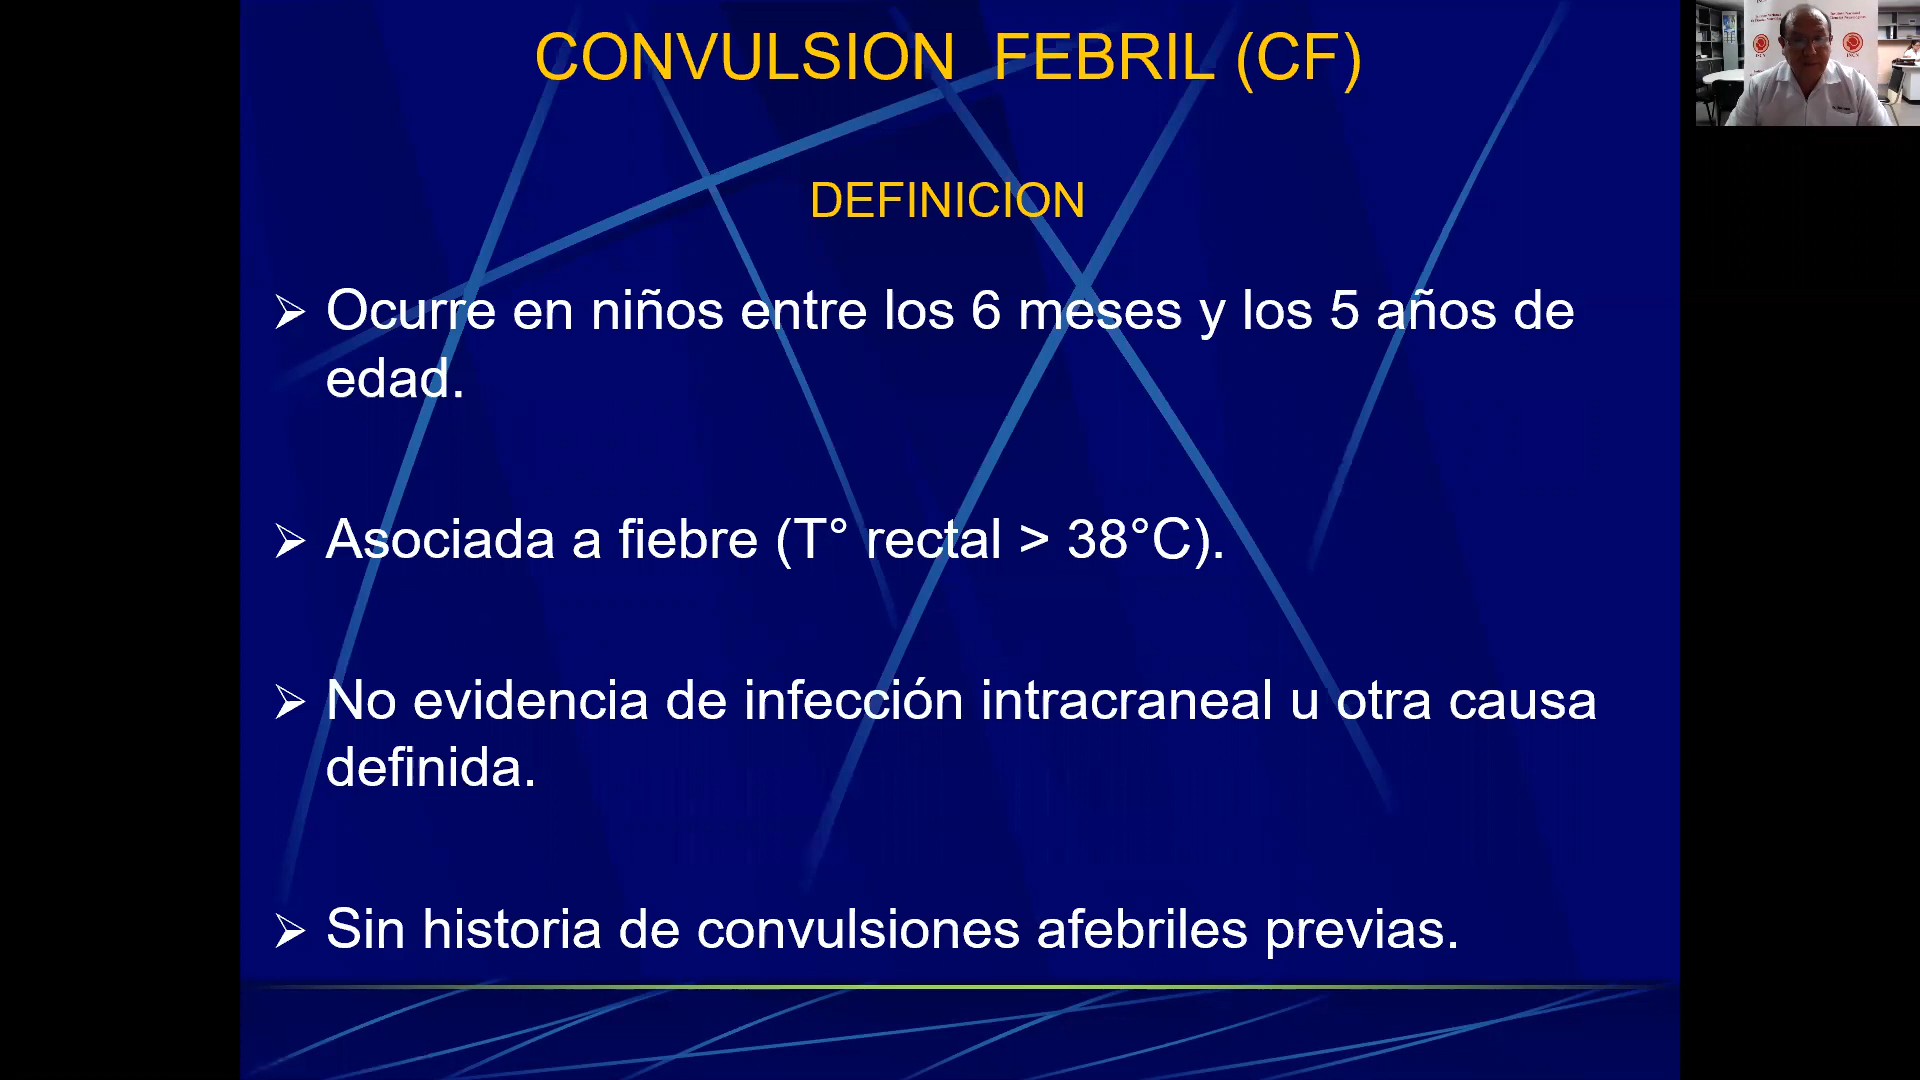 CONVULSION FEBRIL (CF)
DEFINICION
➢ Ocurre en niños entre los 6 meses y los 5 años de
edad.
➢ Asociada a fiebre (T° rectal > 38°C).
➢ No evidencia de infección intracraneal u otra causa
definida.
➢ Sin historia de convulsiones afebriles previas.